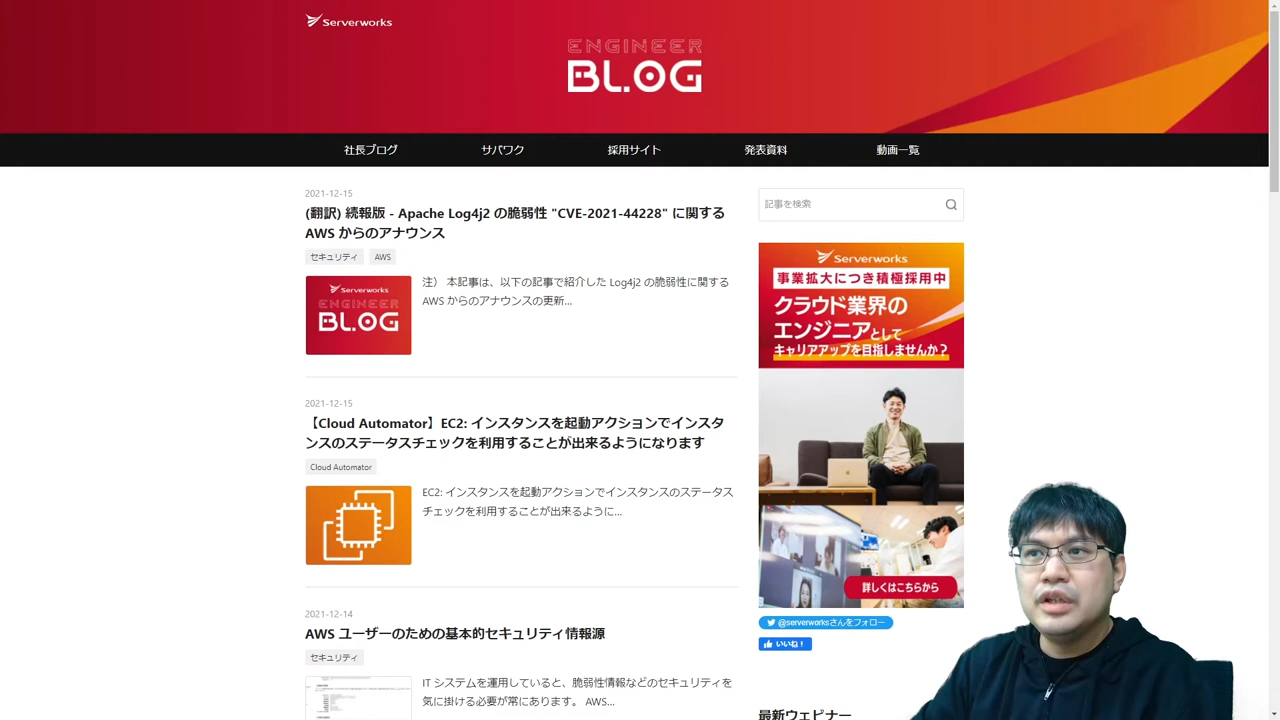 Serverworks
ENGINEER
BLOG
社長ブログ
サバワク
採用サイト
発表資料
動画一覧
2021-12-15
(翻訳) 続報版 - Apache Log4j2 の脆弱性 "CVE-2021-44228" に関する
AWS からのアナウンス
セキュリティ
AWS
Serverworks
ENGINEER
BLOG
注） 本記事は、以下の記事で紹介した Log4j2 の脆弱性に関する
AWS からのアナウンスの更新...
2021-12-15
【Cloud Automator】EC2: インスタンスを起動アクションでインスタ
ンスのステータスチェックを利用することが出来るようになります
Cloud Automator
EC2: インスタンスを起動アクションでインスタンスのステータス
チェックを利用することが出来るように...
2021-12-14
AWS ユーザーのための基本的セキュリティ情報源
セキュリティ
IT システムを運用していると、脆弱性情報などのセキュリティを
気に掛ける必要が常にあります。 AWS...
記事を検索
Serverworks
事業拡大につき積極採用中
クラウド業界の
エンジニアとして
キャリアアップを目指しませんか？
詳しくはこちらから
@serverworksさんをフォロー
いいね！
最新ウェビナー